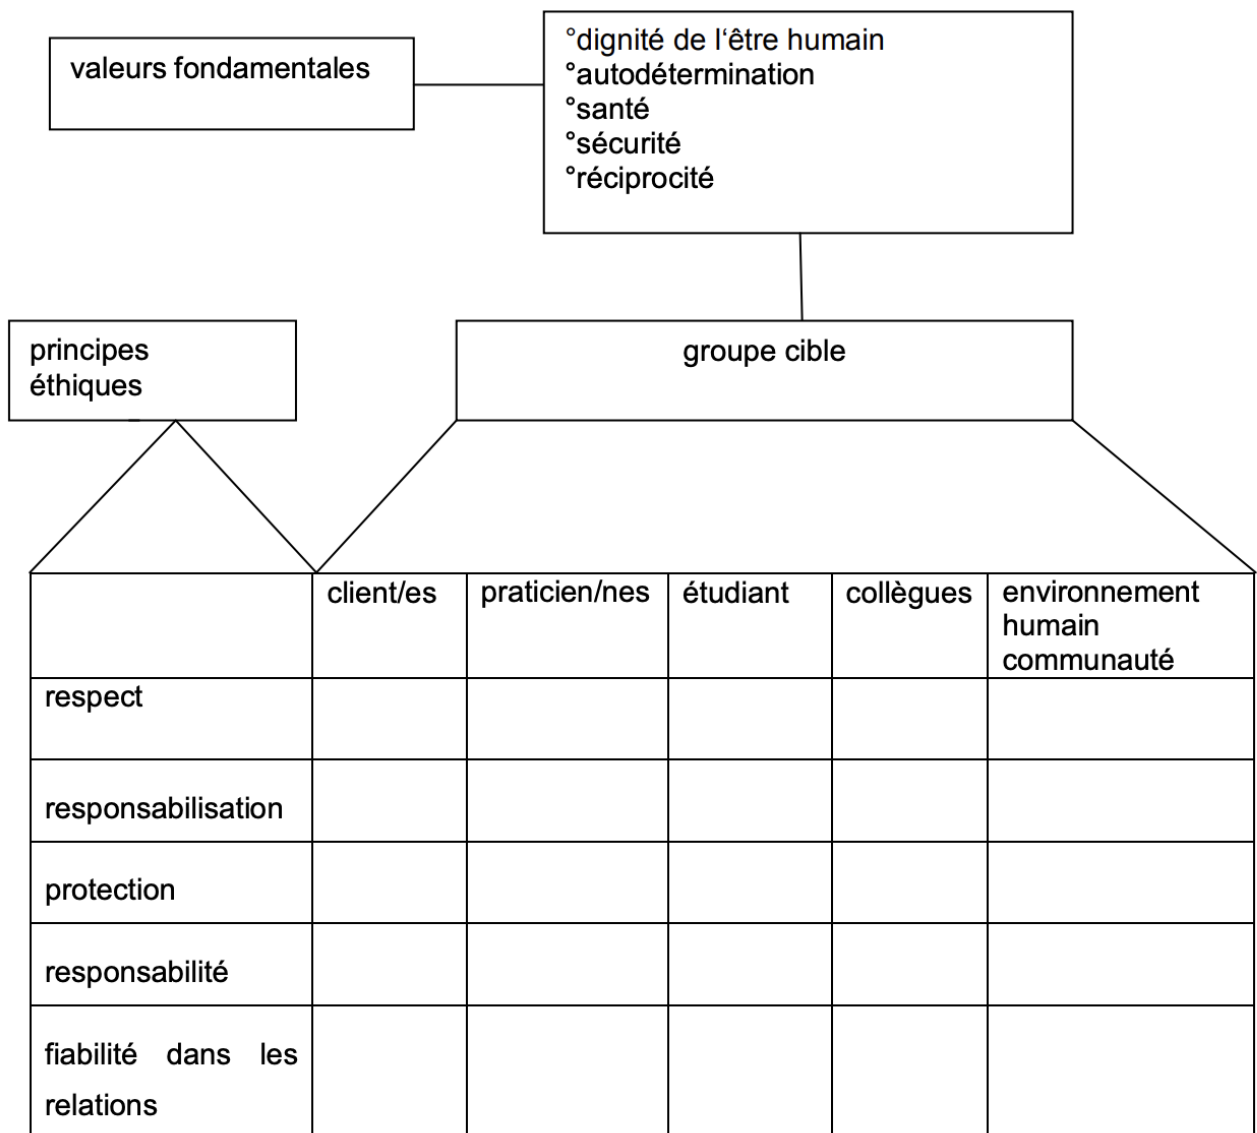 valeurs fondamentales
°dignité de l‘être humain
°autodétermination
°santé
°sécurité
°réciprocité
principes
éthiques
groupe cible
client/es
praticien/nes
étudiant
collègues
environnement
humain
communauté
respect
responsabilisation
protection
responsabilité
fiabilité dans les
relations